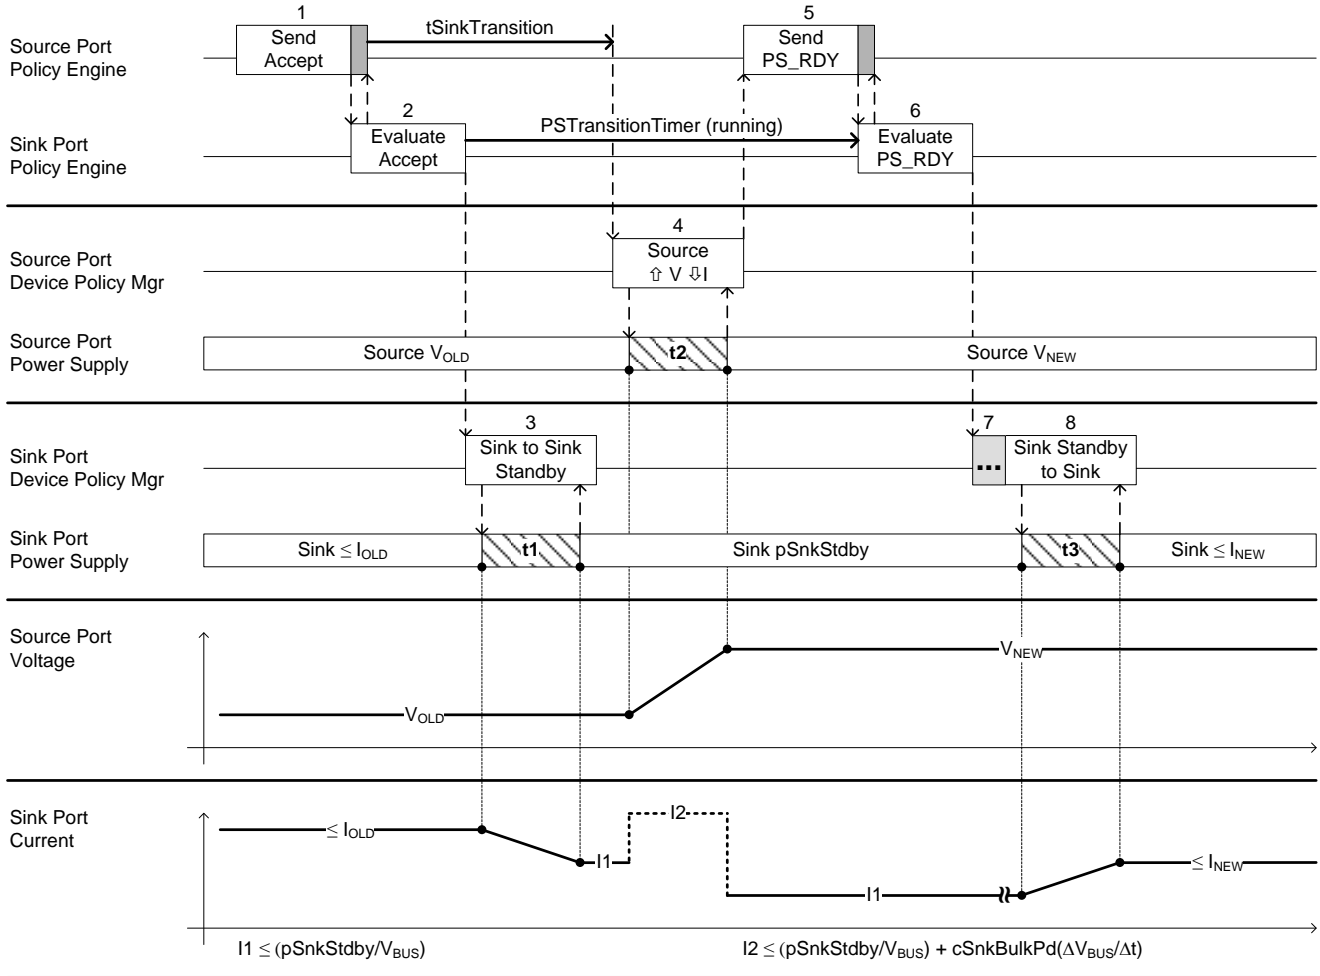 1
5
Source Port
Policy Engine
Send
Accept
tSinkTransition
Send
PS_RDY
2
6
Sink Port
Policy Engine
Evaluate
Accept
PSTransitionTimer (running)
Evaluate
PS_RDY
4
Source Port
Device Policy Mgr
Source
⇧ V ⇩I
Source Port
Power Supply
Source VOLD
t2
Source VNEW
3
7
8
Sink Port
Device Policy Mgr
Sink to Sink
Standby
...
Sink Standby
to Sink
Sink Port
Power Supply
Sink ≤ IOLD
t1
Sink pSnkStdby
t3
Sink ≤ INEW
Source Port
Voltage
VOLD
VNEW
Sink Port
Current
≤ IOLD
I1
I2
I1
≤ INEW
I1 ≤ (pSnkStdby/VBUS)
I2 ≤ (pSnkStdby/VBUS) + cSnkBulkPd(ΔVBUS/Δt)